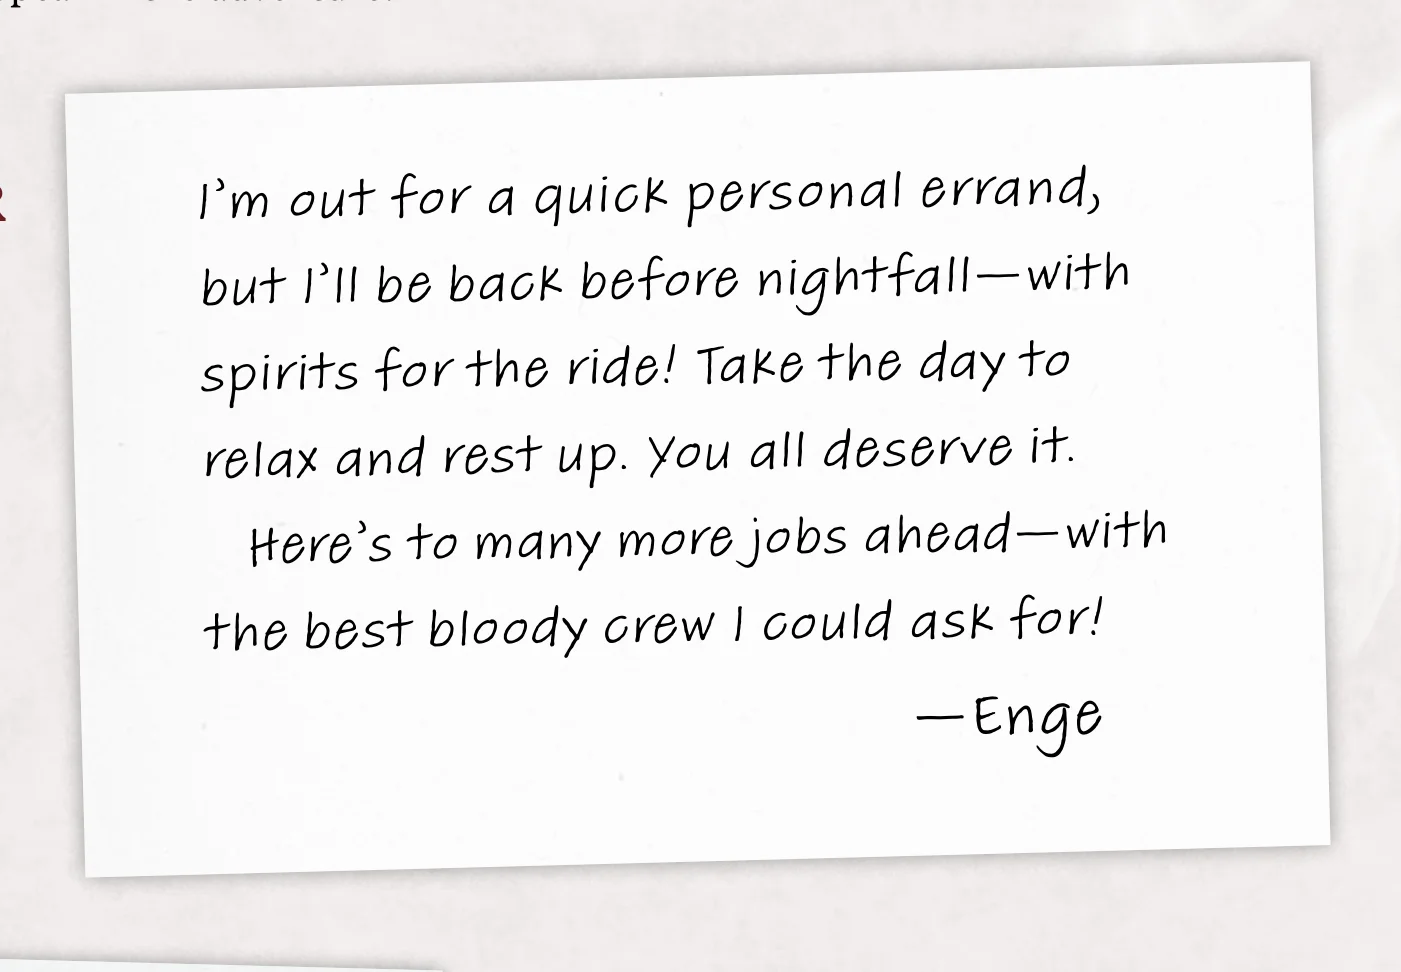 I’m out for a quick personal errand,
but I’ll be back before nightfall—with
spirits for the ride! Take the day to
relax and rest up. You all deserve it.
Here’s to many more jobs ahead—with
the best bloody crew I could ask for!
—Enge